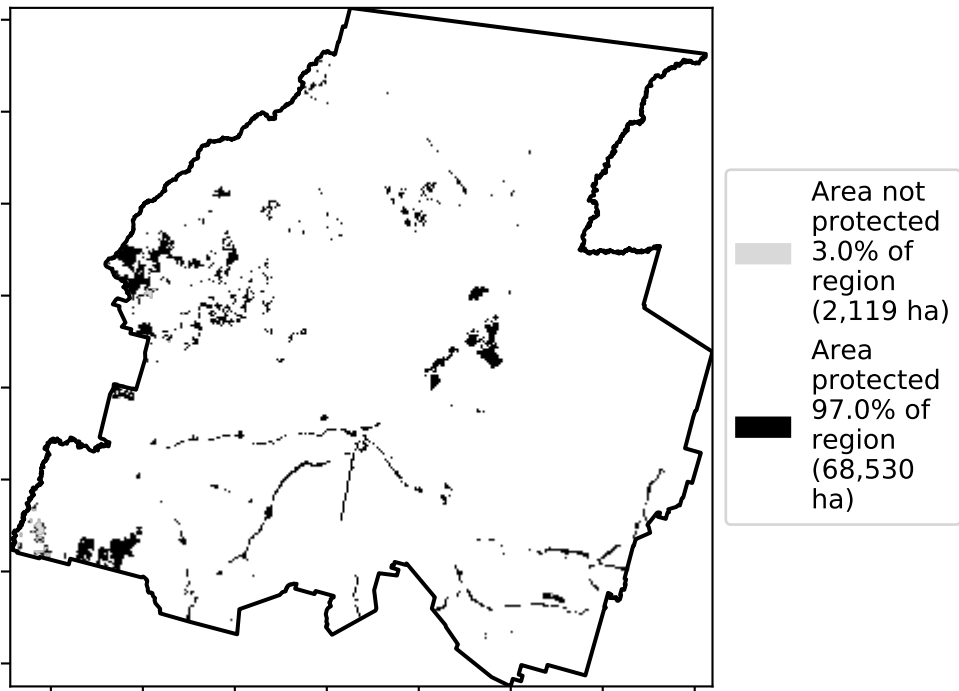 Area not
protected
3.0% of
region
(2,119 ha)
Area
protected
97.0% of
region
(68,530
ha)